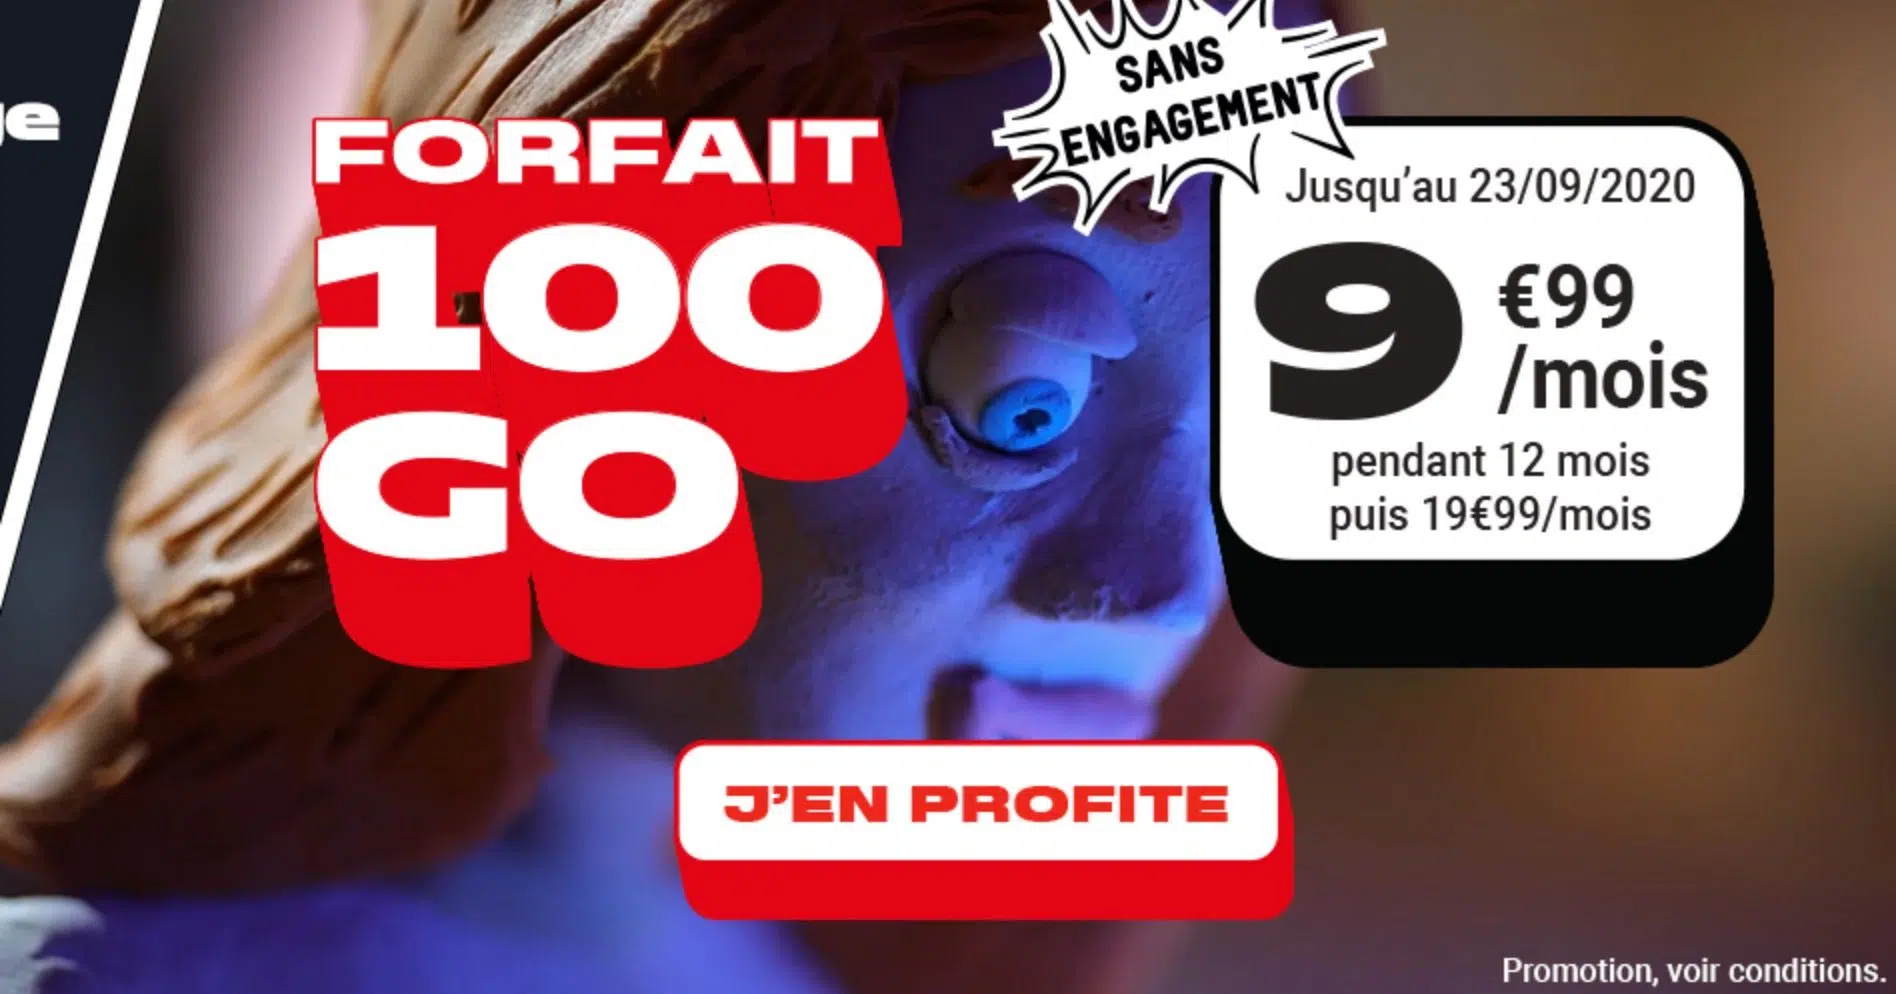 FORFAIT
100
GO
SANS
ENGAGEMENT
Jusqu'au 23/09/2020
9€99
/mois
pendant 12 mois
puis 19€99/mois
J'EN PROFITE
Promotion, voir conditions.